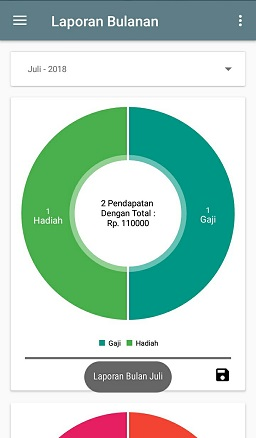 Laporan Bulanan
Juli - 2018
1
Hadiah
2 Pendapatan
Dengan Total :
Rp. 110000
1
Gaji
Gaji Hadiah
Laporan Bulan Juli